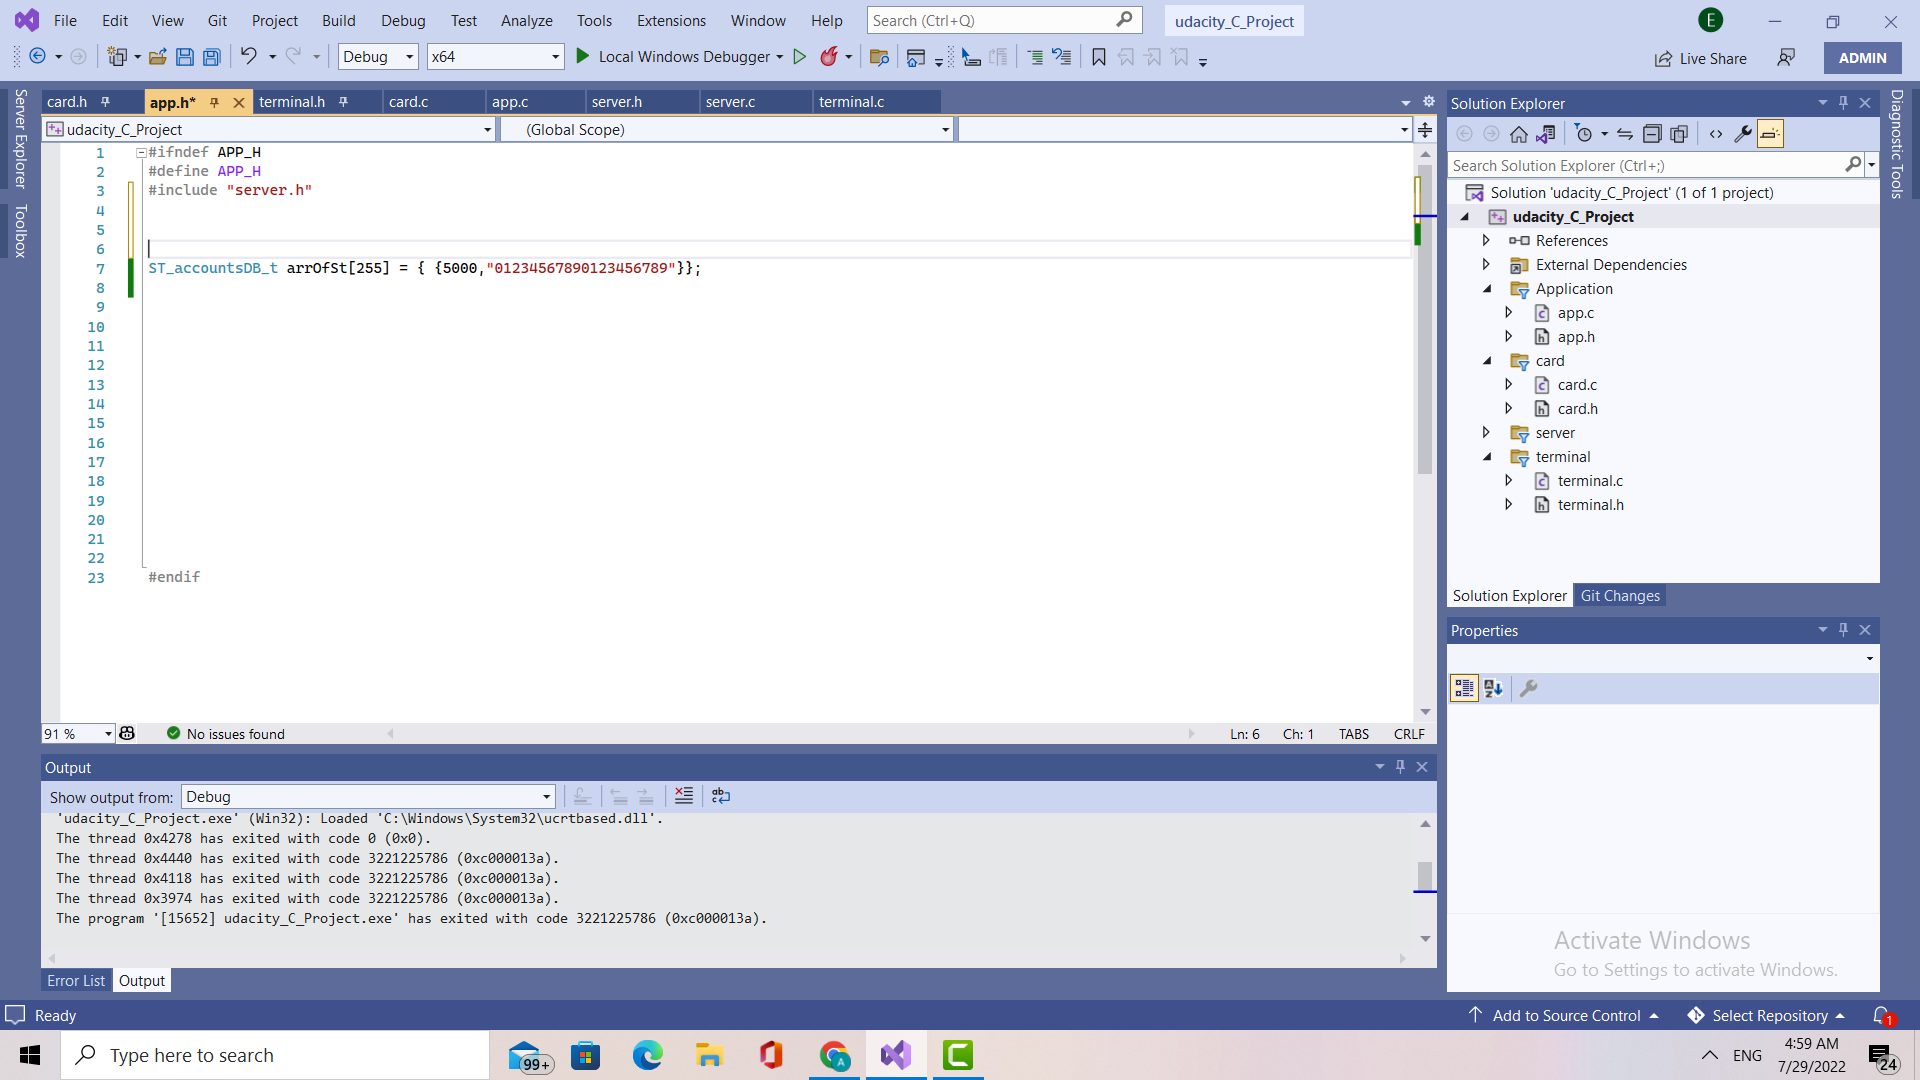 File Edit View Git Project Build Debug Test Analyze Tools Extensions Window Help Search (Ctrl+Q) udacity_C_Project E
Debug x64 Local Windows Debugger Live Share ADMIN
Server Explorer
Toolbox
card.h app.h* terminal.h card.c app.c server.h server.c terminal.c
udacity_C_Project (Global Scope)
1 #ifndef APP_H
2 #define APP_H
3 #include "server.h"
4
5
6
7 ST_accountsDB_t arrOfSt[255] = { {5000,"01234567890123456789"}};
8
9
10
11
12
13
14
15
16
17
18
19
20
21
22
23 #endif
91 % No issues found Ln: 6 Ch: 1 TABS CRLF
Output
Show output from: Debug
'udacity_C_Project.exe' (Win32): Loaded 'C:\Windows\System32\ucrtbased.dll'.
The thread 0x4278 has exited with code 0 (0x0).
The thread 0x4440 has exited with code 3221225786 (0xc000013a).
The thread 0x4118 has exited with code 3221225786 (0xc000013a).
The thread 0x3974 has exited with code 3221225786 (0xc000013a).
The program '[15652] udacity_C_Project.exe' has exited with code 3221225786 (0xc000013a).
Error List Output
Solution Explorer
Search Solution Explorer (Ctrl+;)
Solution 'udacity_C_Project' (1 of 1 project)
udacity_C_Project
References
External Dependencies
Application
app.c
app.h
card
card.c
card.h
server
terminal
terminal.c
terminal.h
Solution Explorer Git Changes
Properties
Activate Windows
Go to Settings to activate Windows.
Diagnostic Tools
Ready Add to Source Control Select Repository 1
Type here to search 99+ A ENG 4:59 AM
7/29/2022 24